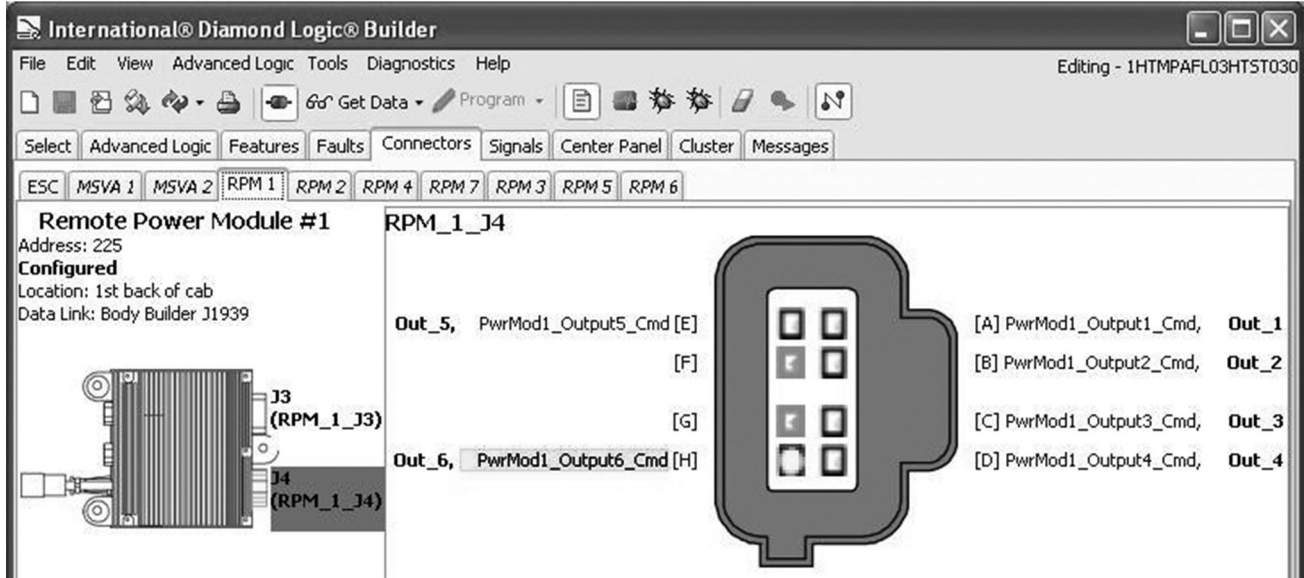 International® Diamond Logic® Builder
File Edit View Advanced Logic Tools Diagnostics Help Editing - 1HTMPAFL03HTST030
Get Data Program
Select Advanced Logic Features Faults Connectors Signals Center Panel Cluster Messages
ESC MSVA 1 MSVA 2 RPM 1 RPM 2 RPM 4 RPM 7 RPM 3 RPM 5 RPM 6
Remote Power Module #1
Address: 225
Configured
Location: 1st back of cab
Data Link: Body Builder J1939
J3
(RPM_1_J3)
J4
(RPM_1_J4)
RPM_1_J4
Out_5, PwrMod1_Output5_Cmd [E] [A] PwrMod1_Output1_Cmd, Out_1
[F] [B] PwrMod1_Output2_Cmd, Out_2
[G] [C] PwrMod1_Output3_Cmd, Out_3
Out_6, PwrMod1_Output6_Cmd [H] [D] PwrMod1_Output4_Cmd, Out_4